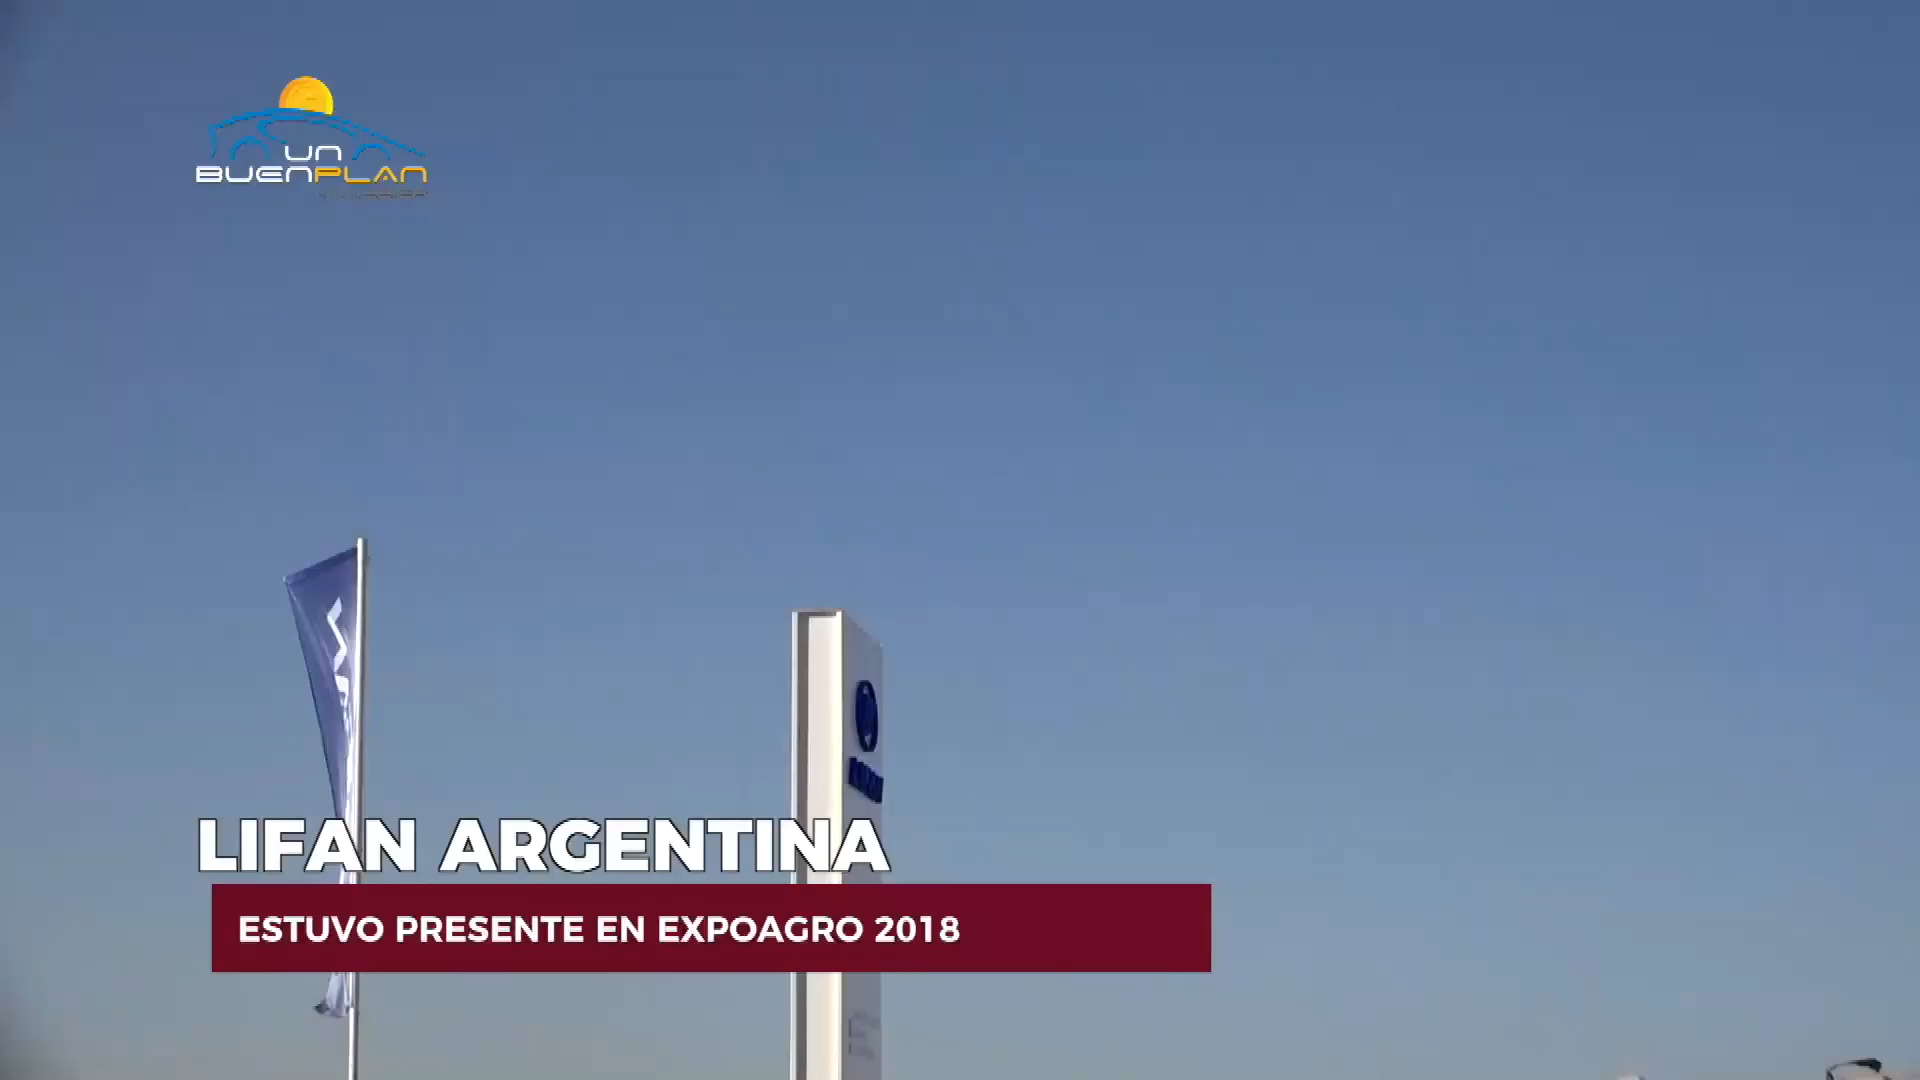 UN
BUENPLAN
LIFAN ARGENTINA
ESTUVO PRESENTE EN EXPOAGRO 2018